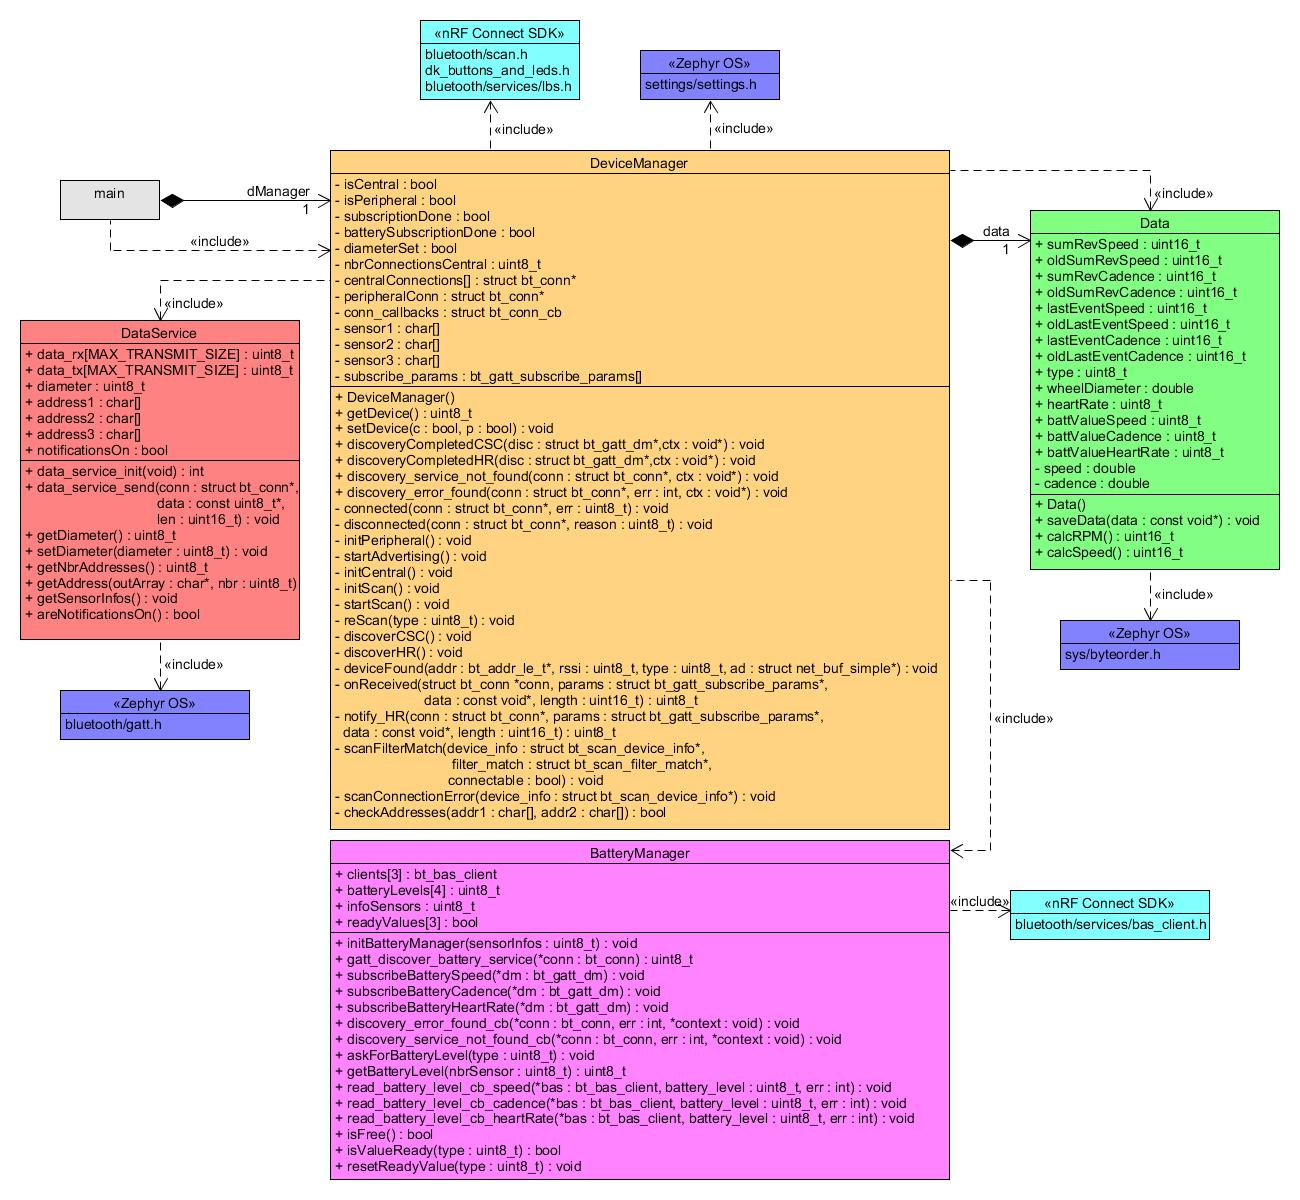 «nRF Connect SDK»
bluetooth/scan.h
dk_buttons_and_leds.h
bluetooth/services/lbs.h
«Zephyr OS»
settings/settings.h
«include»
«include»
main
dManager
1
«include»
«include»
DeviceManager
- isCentral : bool
- isPeripheral : bool
- subscriptionDone : bool
- batterySubscriptionDone : bool
- diameterSet : bool
- nbrConnectionsCentral : uint8_t
- centralConnections[] : struct bt_conn*
- peripheralConn : struct bt_conn*
- conn_callbacks : struct bt_conn_cb
- sensor1 : char[]
- sensor2 : char[]
- sensor3 : char[]
- subscribe_params : bt_gatt_subscribe_params[]
+ DeviceManager()
+ getDevice() : uint8_t
+ setDevice(c : bool, p : bool) : void
+ discoveryCompletedCSC(disc : struct bt_gatt_dm*,ctx : void*) : void
+ discoveryCompletedHR(disc : struct bt_gatt_dm*,ctx : void*) : void
+ discovery_service_not_found(conn : struct bt_conn*, ctx : void*) : void
+ discovery_error_found(conn : struct bt_conn*, err : int, ctx : void*) : void
- connected(conn : struct bt_conn*, err : uint8_t) : void
- disconnected(conn : struct bt_conn*, reason : uint8_t) : void
- initPeripheral() : void
- startAdvertising() : void
- initCentral() : void
- initScan() : void
- startScan() : void
- reScan(type : uint8_t) : void
- discoverCSC() : void
- discoverHR() : void
- deviceFound(addr : bt_addr_le_t*, rssi : uint8_t, type : uint8_t, ad : struct net_buf_simple*) : void
- onReceived(struct bt_conn *conn, params : struct bt_gatt_subscribe_params*,
data : const void*, length : uint16_t) : uint8_t
- notify_HR(conn : struct bt_conn*, params : struct bt_gatt_subscribe_params*,
data : const void*, length : uint16_t) : uint8_t
- scanFilterMatch(device_info : struct bt_scan_device_info*,
filter_match : struct bt_scan_filter_match*,
connectable : bool) : void
- scanConnectionError(device_info : struct bt_scan_device_info*) : void
- checkAddresses(addr1 : char[], addr2 : char[]) : bool
«include»
data
1
Data
+ sumRevSpeed : uint16_t
+ oldSumRevSpeed : uint16_t
+ sumRevCadence : uint16_t
+ oldSumRevCadence : uint16_t
+ lastEventSpeed : uint16_t
+ oldLastEventSpeed : uint16_t
+ lastEventCadence : uint16_t
+ oldLastEventCadence : uint16_t
+ type : uint8_t
+ wheelDiameter : double
+ heartRate : uint8_t
+ battValueSpeed : uint8_t
+ battValueCadence : uint8_t
+ battValueHeartRate : uint8_t
- speed : double
- cadence : double
+ Data()
+ saveData(data : const void*) : void
+ calcRPM() : uint16_t
+ calcSpeed() : uint16_t
«include»
«Zephyr OS»
sys/byteorder.h
DataService
+ data_rx[MAX_TRANSMIT_SIZE] : uint8_t
+ data_tx[MAX_TRANSMIT_SIZE] : uint8_t
+ diameter : uint8_t
+ address1 : char[]
+ address2 : char[]
+ address3 : char[]
+ notificationsOn : bool
+ data_service_init(void) : int
+ data_service_send(conn : struct bt_conn*,
data : const uint8_t*,
len : uint16_t) : void
+ getDiameter() : uint8_t
+ setDiameter(diameter : uint8_t) : void
+ getNbrAddresses() : uint8_t
+ getAddress(outArray : char*, nbr : uint8_t)
+ getSensorInfos() : void
+ areNotificationsOn() : bool
«include»
«Zephyr OS»
bluetooth/gatt.h
«include»
BatteryManager
+ clients[3] : bt_bas_client
+ batteryLevels[4] : uint8_t
+ infoSensors : uint8_t
+ readyValues[3] : bool
+ initBatteryManager(sensorInfos : uint8_t) : void
+ gatt_discover_battery_service(*conn : bt_conn) : uint8_t
+ subscribeBatterySpeed(*dm : bt_gatt_dm) : void
+ subscribeBatteryCadence(*dm : bt_gatt_dm) : void
+ subscribeBatteryHeartRate(*dm : bt_gatt_dm) : void
+ discovery_error_found_cb(*conn : bt_conn, err : int, *context : void) : void
+ discovery_service_not_found_cb(*conn : bt_conn, err : int, *context : void) : void
+ askForBatteryLevel(type : uint8_t) : void
+ getBatteryLevel(nbrSensor : uint8_t) : uint8_t
+ read_battery_level_cb_speed(*bas : bt_bas_client, battery_level : uint8_t, err : int) : void
+ read_battery_level_cb_cadence(*bas : bt_bas_client, battery_level : uint8_t, err : int) : void
+ read_battery_level_cb_heartRate(*bas : bt_bas_client, battery_level : uint8_t, err : int) : void
+ isFree() : bool
+ isValueReady(type : uint8_t) : bool
+ resetReadyValue(type : uint8_t) : void
«include»
«nRF Connect SDK»
bluetooth/services/bas_client.h